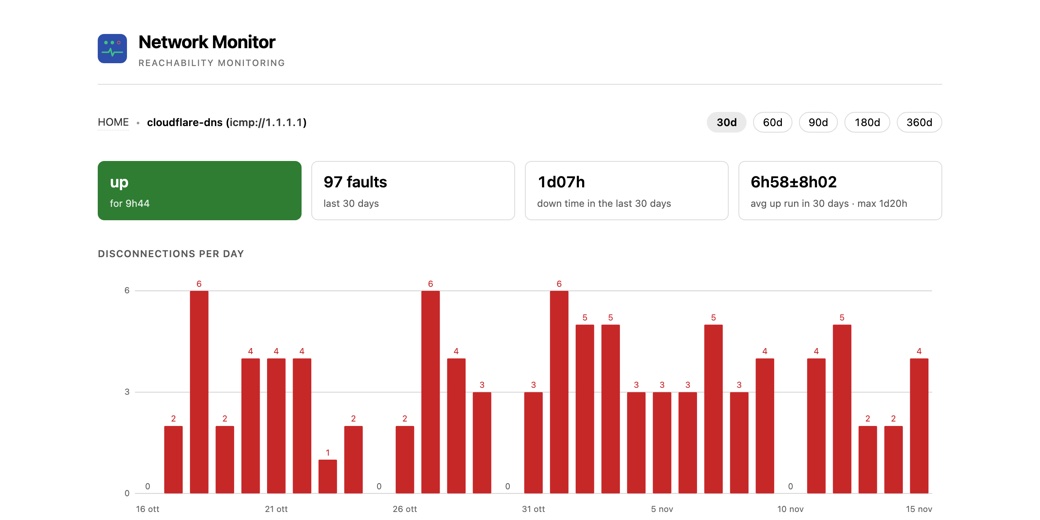 Network Monitor
REACHABILITY MONITORING
HOME • cloudflare-dns (icmp://1.1.1.1)
30d 60d 90d 180d 360d
up
for 9h44
97 faults
last 30 days
1d07h
down time in the last 30 days
6h58±8h02
avg up run in 30 days · max 1d20h
DISCONNECTIONS PER DAY
6
3
0
0 2 6 2 4 4 4 1 2 0 2 6 4 3 0 3 6 5 5 3 3 3 5 3 4 0 4 5 2 2 4
16 ott 21 ott 26 ott 31 ott 5 nov 10 nov 15 nov